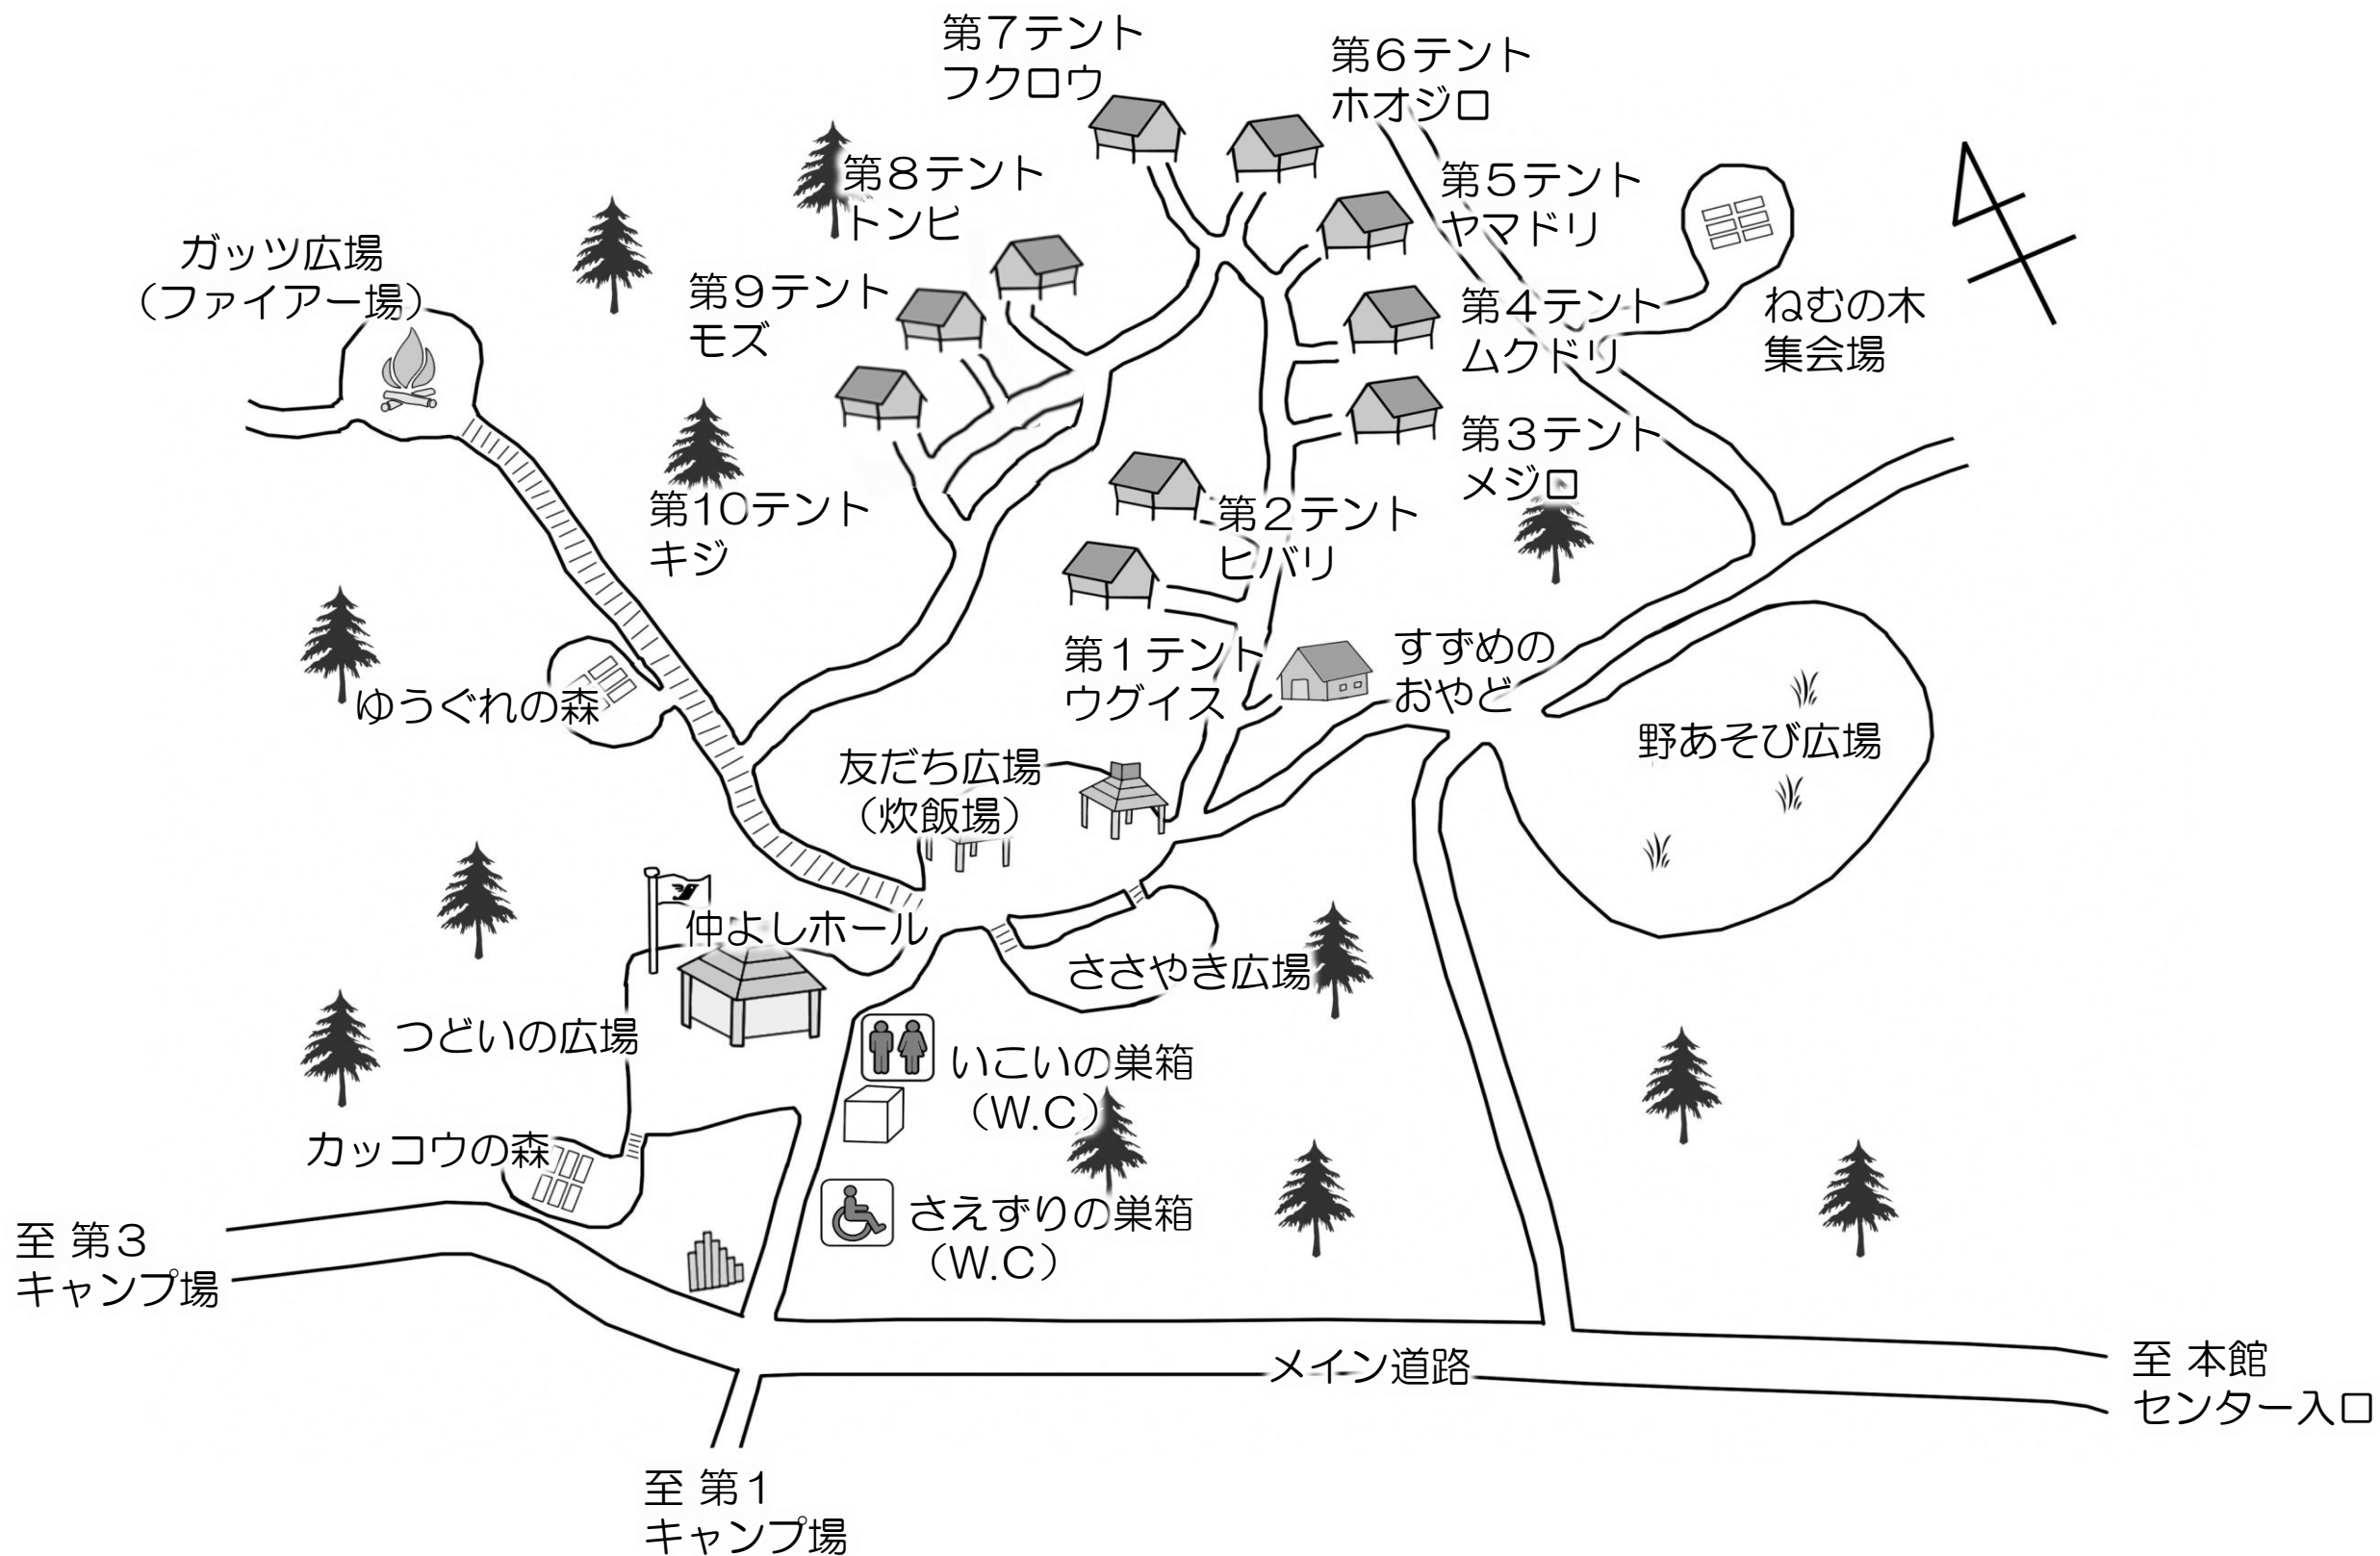 第7テント
フクロウ
第6テント
ホオジロ
第8テント
トンビ
第5テント
ヤマドリ
ガッツ広場
（ファイアー場）
第9テント
モズ
第4テント
ムクドリ
ねむの木
集会場
第3テント
メジロ
第10テント
キジ
第2テント
ヒバリ
第1テント
ウグイス
すずめの
おやど
ゆうぐれの森
野あそび広場
友だち広場
（炊飯場）
仲よしホール
ささやき広場
つどいの広場
いこいの巣箱
（W.C）
カッコウの森
さえずりの巣箱
（W.C）
至 第3
キャンプ場
メイン道路
至 本館
センター入口
至 第1
キャンプ場